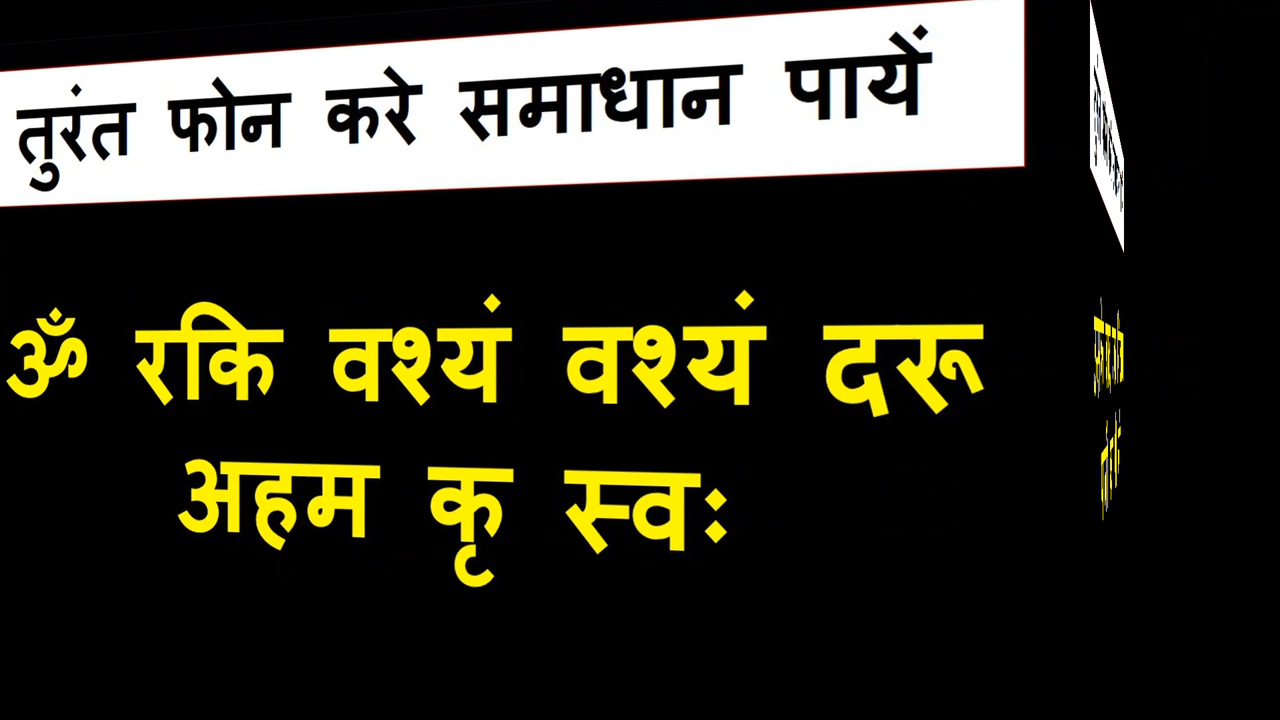 तुरंत फोन करे समाधान पायें
ॐ रकि वश्यं वश्यं दरू
अहम कृ स्वः